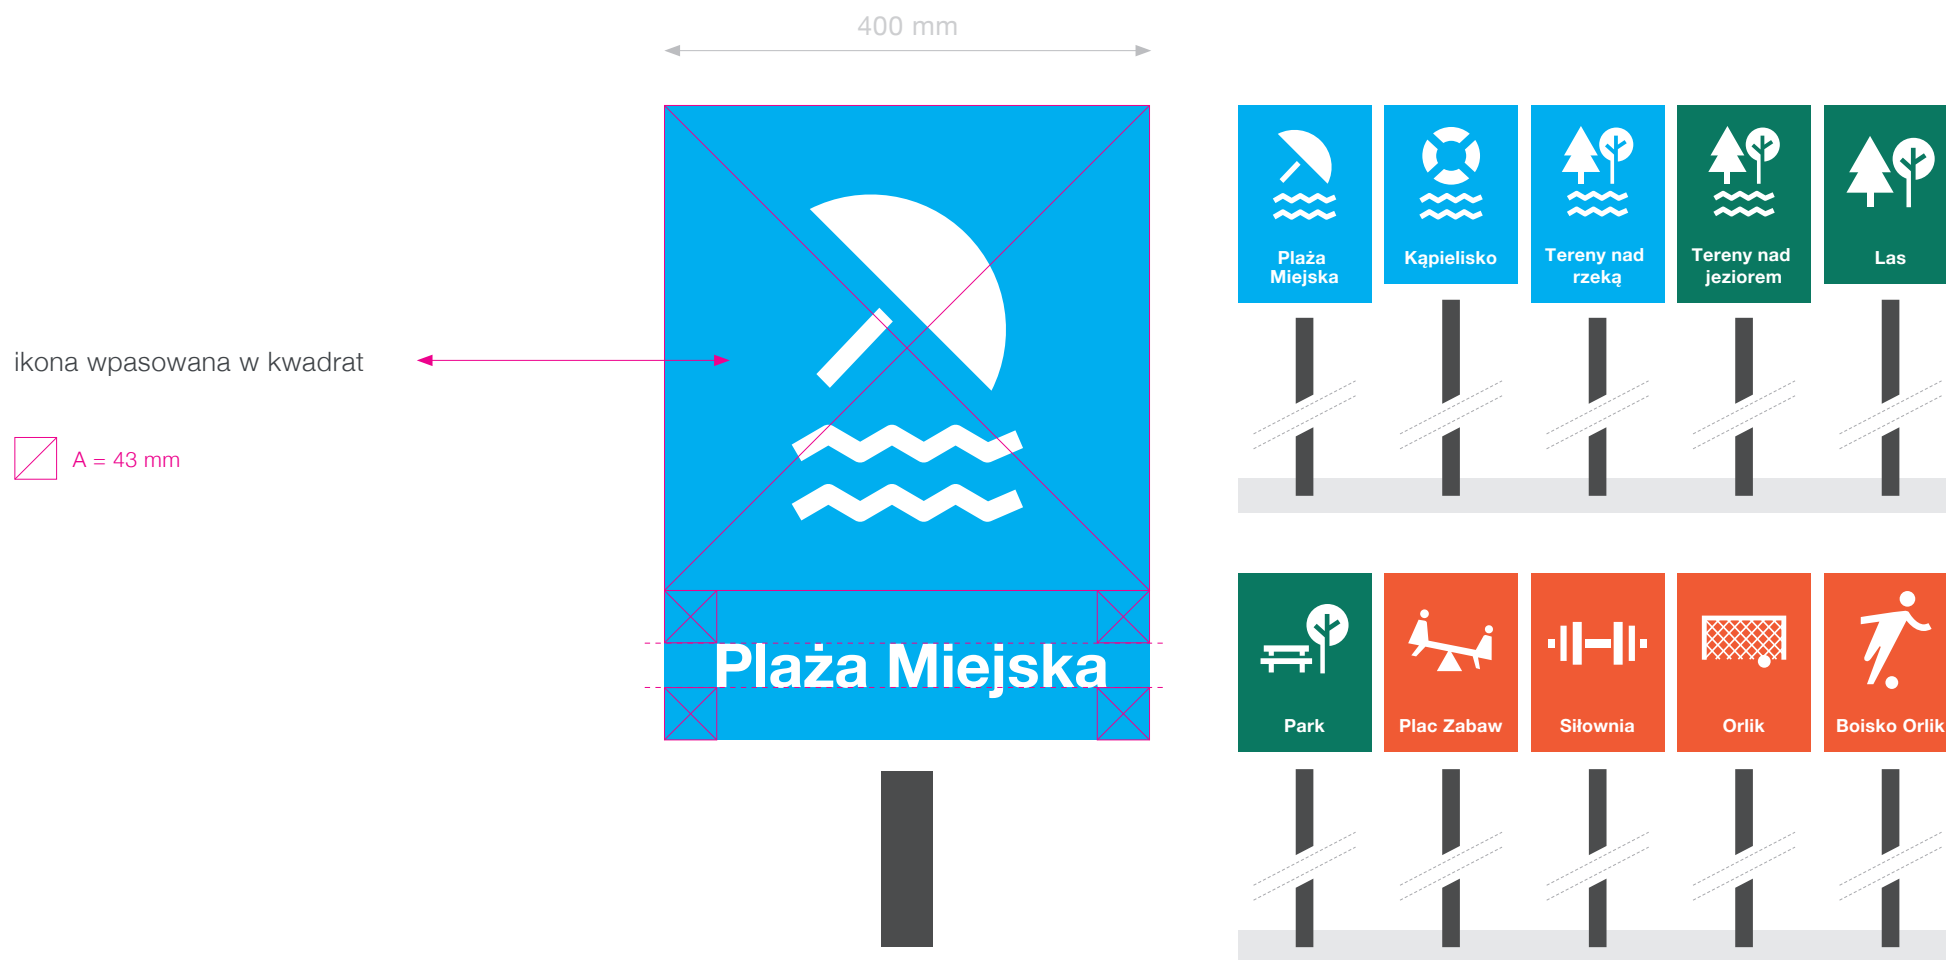 400 mm
ikona wpasowana w kwadrat
A = 43 mm
Plaża Miejska
Plaża
Miejska
Kąpielisko
Tereny nad
rzeką
Tereny nad
jeziorem
Las
Park
Plac Zabaw
Siłownia
Orlik
Boisko Orlik